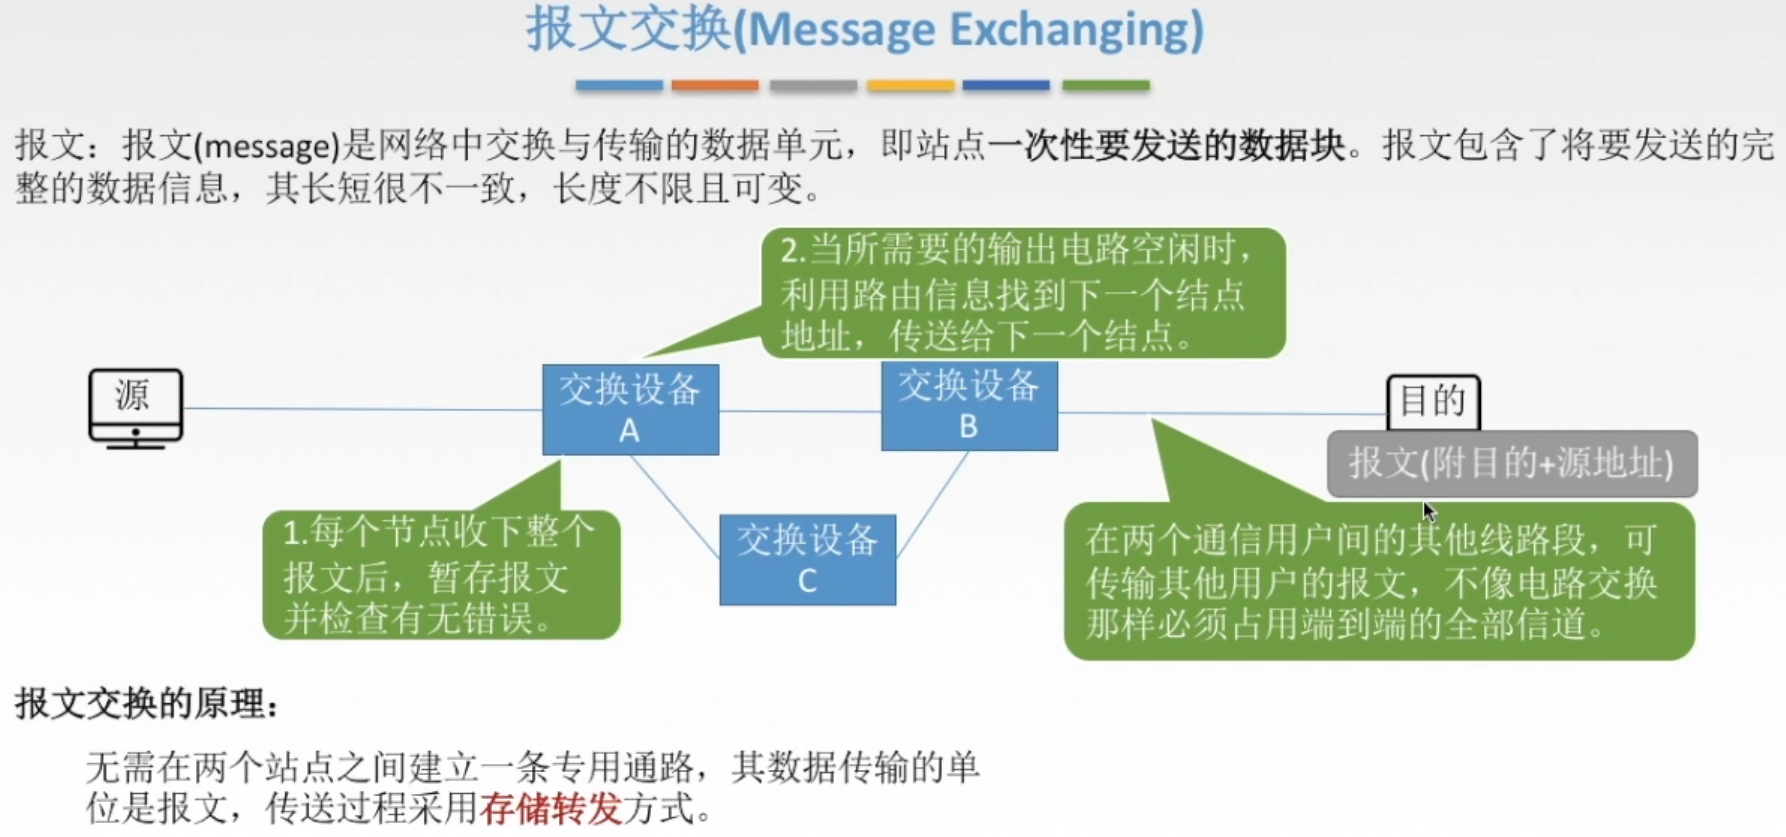 报文交换(Message Exchanging)
报文：报文(message)是网络中交换与传输的数据单元，即站点一次性要发送的数据块。报文包含了将要发送的完
整的数据信息，其长短很不一致，长度不限且可变。
2.当所需要的输出电路空闲时，
利用路由信息找到下一个结点
地址，传送给下一个结点。
源
交换设备
A
交换设备
B
目的
报文(附目的+源地址)
1.每个节点收下整个
报文后，暂存报文
并检查有无错误。
交换设备
C
在两个通信用户间的其他线路段，可
传输其他用户的报文，不像电路交换
那样必须占用端到端的全部信道。
报文交换的原理：
无需在两个站点之间建立一条专用通路，其数据传输的单
位是报文，传送过程采用存储转发方式。